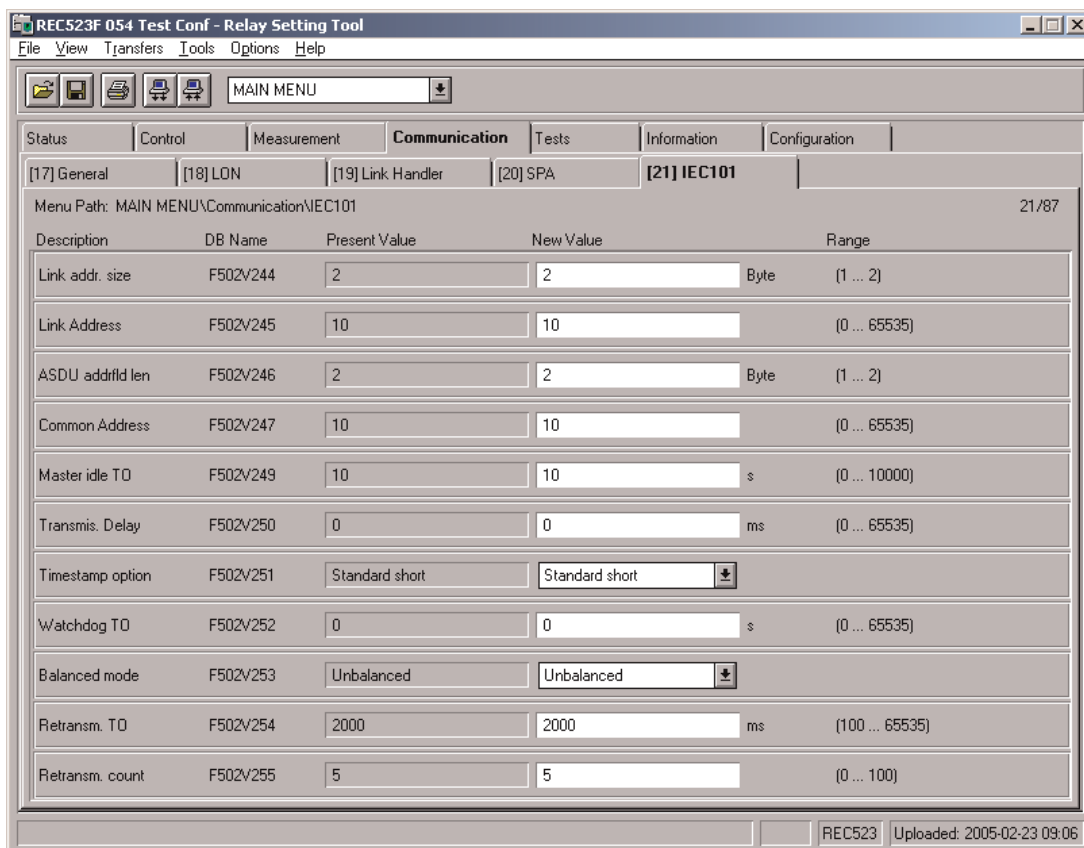 REC523F 054 Test Conf - Relay Setting Tool
File View Transfers Tools Options Help
MAIN MENU
Status Control Measurement Communication Tests Information Configuration
[17] General [18] LON [19] Link Handler [20] SPA [21] IEC101
Menu Path: MAIN MENU\Communication\IEC101 21/87
Description DB Name Present Value New Value Range
Link addr. size F502V244 2 2 Byte (1 ... 2)
Link Address F502V245 10 10 (0 ... 65535)
ASDU addrfld len F502V246 2 2 Byte (1 ... 2)
Common Address F502V247 10 10 (0 ... 65535)
Master idle TO F502V249 10 10 s (0 ... 10000)
Transmis. Delay F502V250 0 0 ms (0 ... 65535)
Timestamp option F502V251 Standard short Standard short
Watchdog TO F502V252 0 0 s (0 ... 65535)
Balanced mode F502V253 Unbalanced Unbalanced
Retransm. TO F502V254 2000 2000 ms (100 ... 65535)
Retransm. count F502V255 5 5 (0 ... 100)
REC523 Uploaded: 2005-02-23 09:06